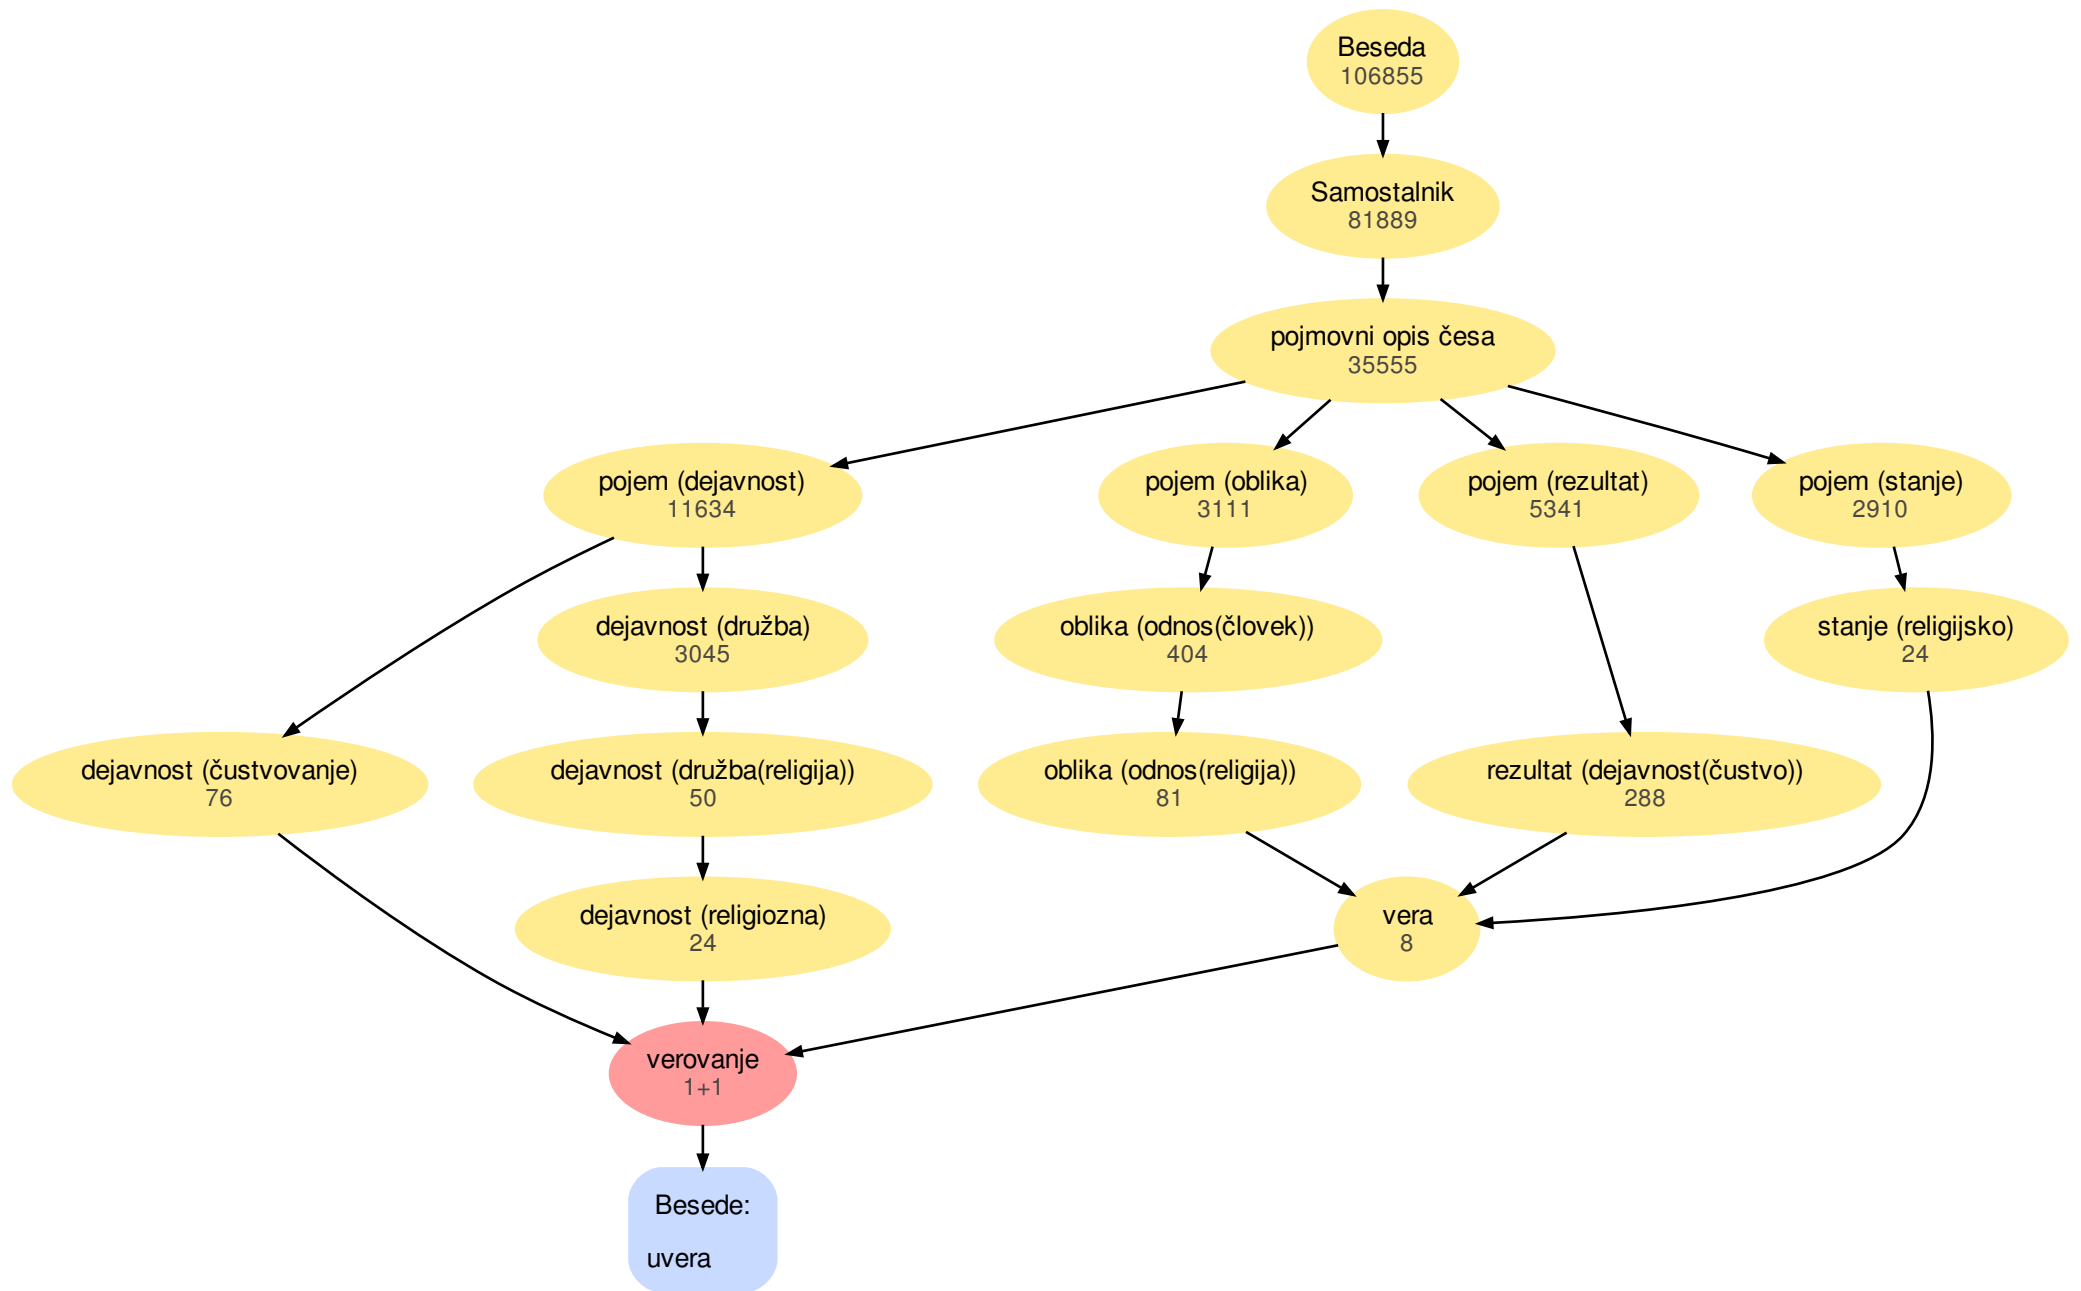 Beseda
106855
Samostalnik
81889
pojmovni opis česa
35555
pojem (dejavnost)
11634
pojem (oblika)
3111
pojem (rezultat)
5341
pojem (stanje)
2910
dejavnost (družba)
3045
oblika (odnos(človek))
404
stanje (religijsko)
24
dejavnost (čustvovanje)
76
dejavnost (družba(religija))
50
oblika (odnos(religija))
81
rezultat (dejavnost(čustvo))
288
dejavnost (religiozna)
24
vera
8
verovanje
1+1
Besede:
uvera